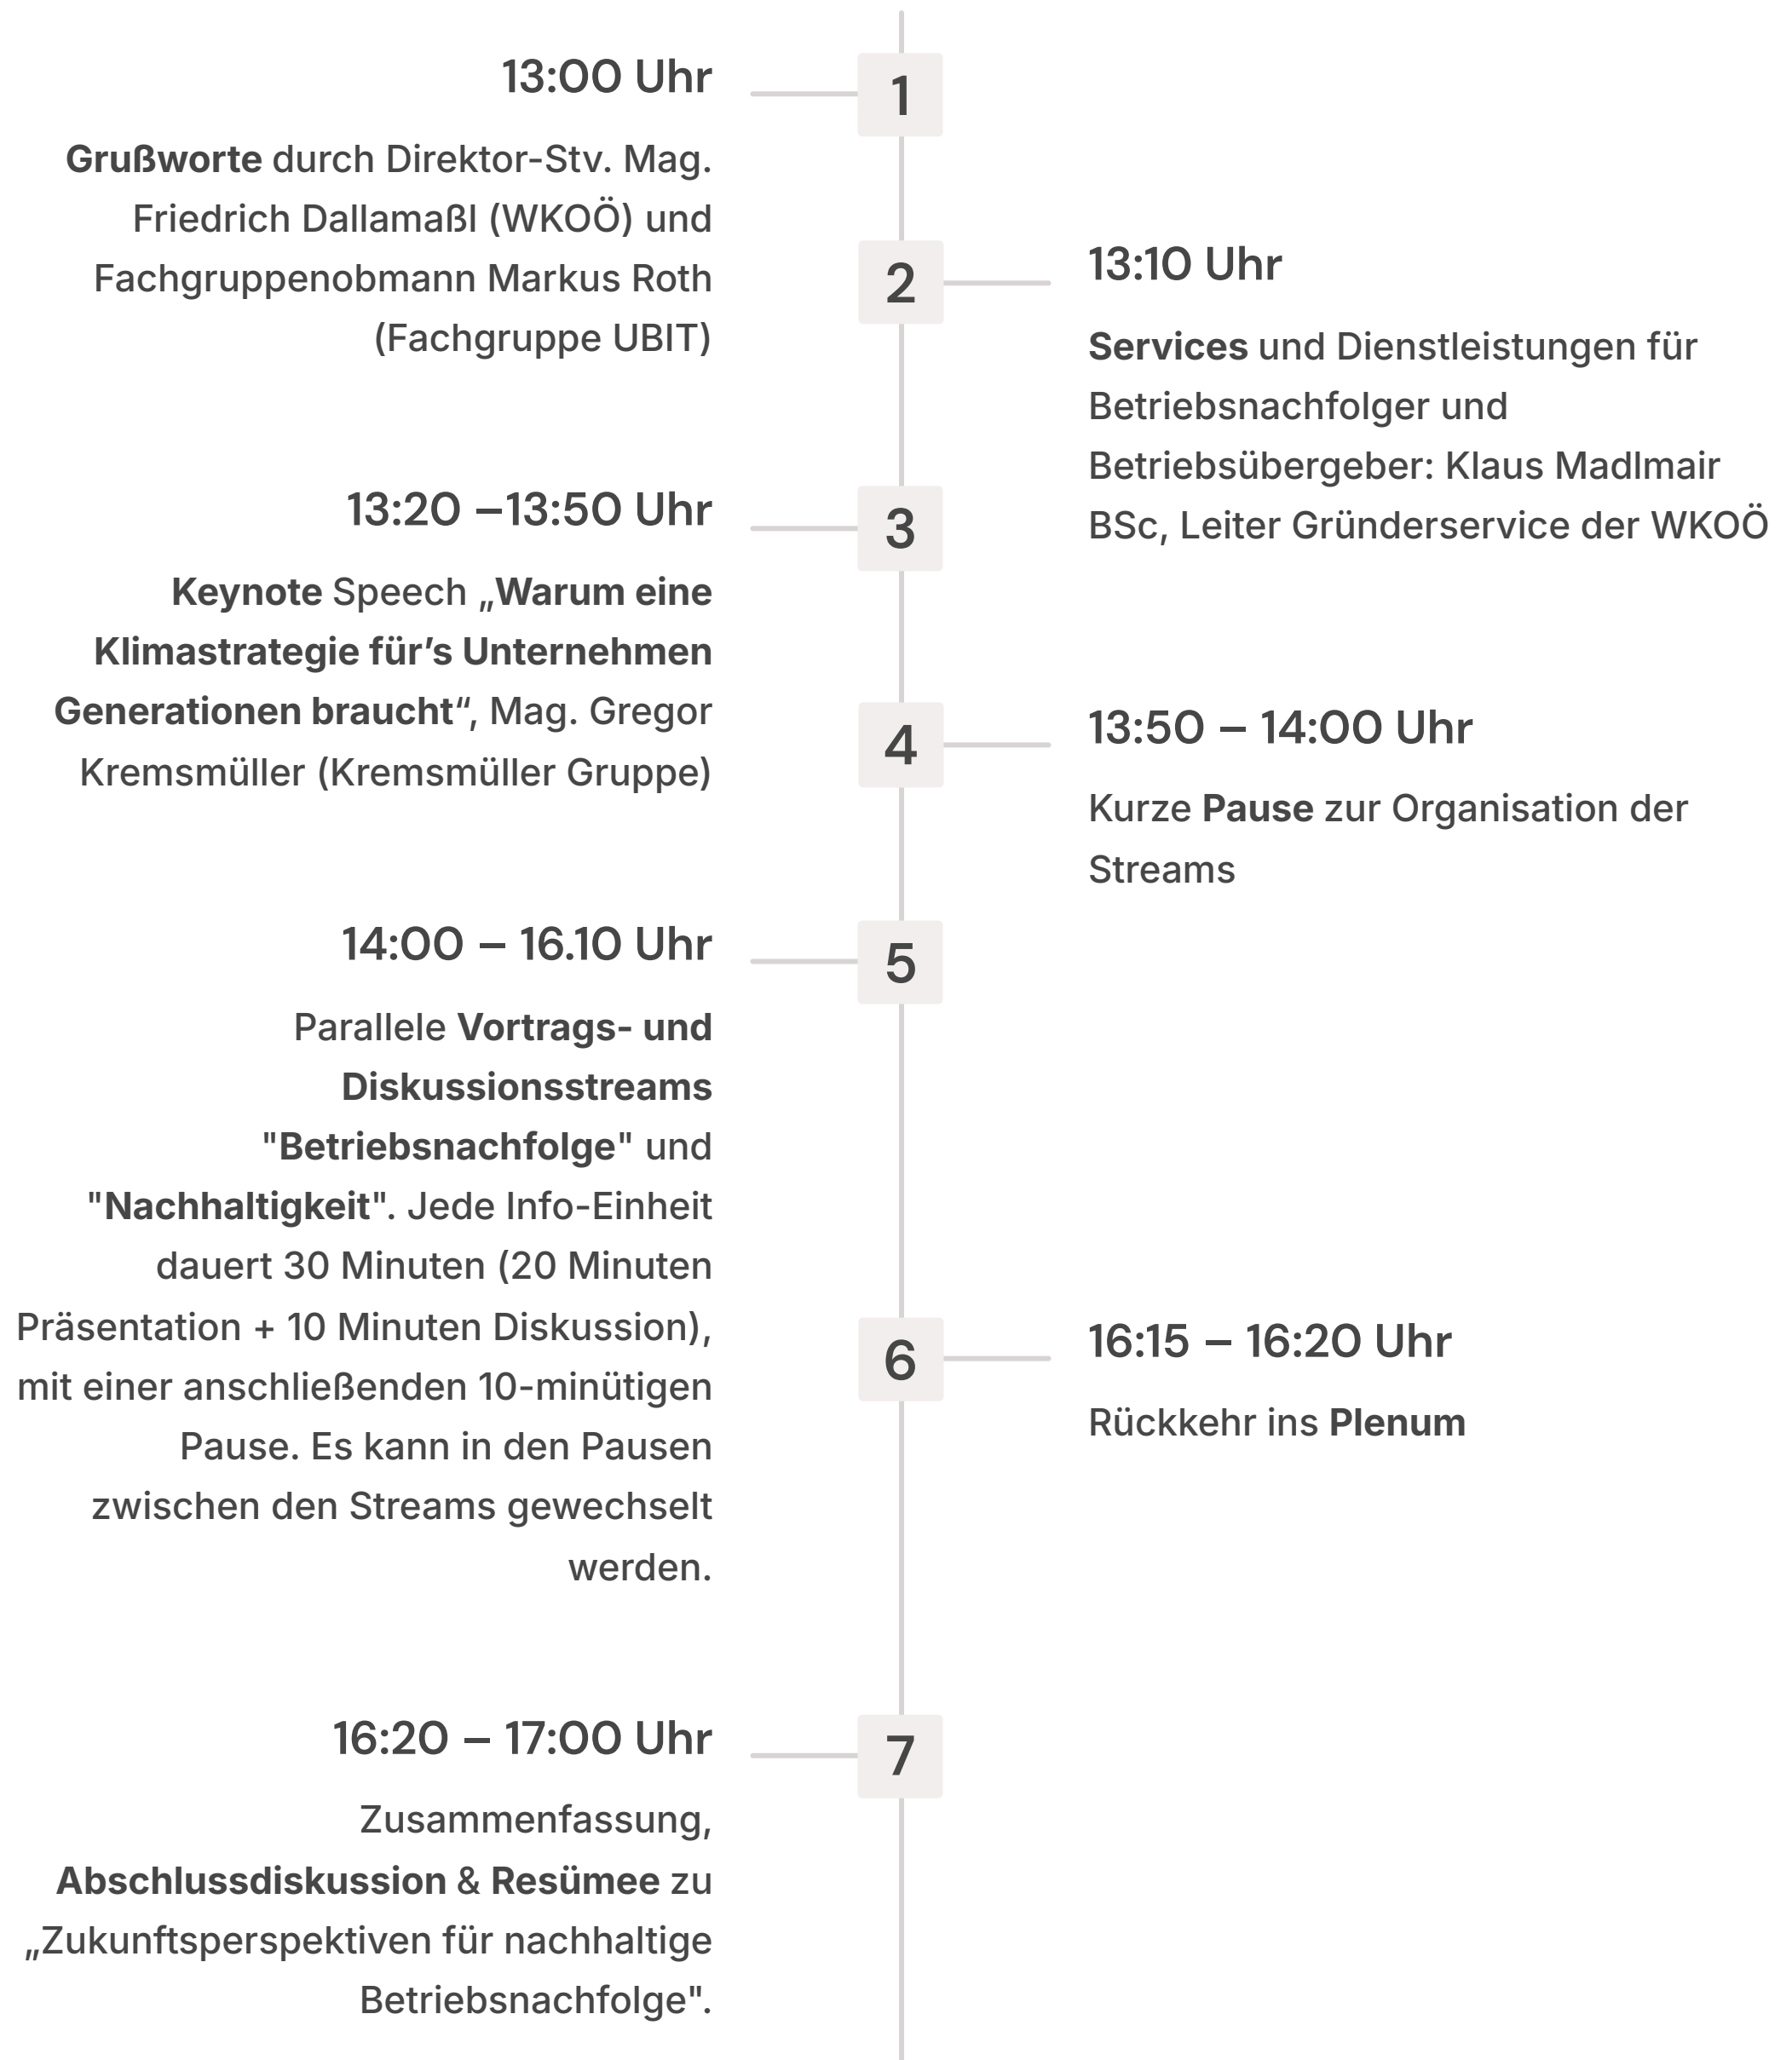 1
13:00 Uhr
Grußworte durch Direktor-Stv. Mag.
Friedrich Dallamaßl (WKOÖ) und
Fachgruppenobmann Markus Roth
(Fachgruppe UBIT)
2
13:10 Uhr
Services und Dienstleistungen für
Betriebsnachfolger und
Betriebsübergeber: Klaus Madlmair
BSc, Leiter Gründerservice der WKOÖ
3
13:20 –13:50 Uhr
Keynote Speech „Warum eine
Klimastrategie für’s Unternehmen
Generationen braucht“, Mag. Gregor
Kremsmüller (Kremsmüller Gruppe)
4
13:50 – 14:00 Uhr
Kurze Pause zur Organisation der
Streams
5
14:00 – 16.10 Uhr
Parallele Vortrags- und
Diskussionsstreams
"Betriebsnachfolge" und
"Nachhaltigkeit". Jede Info-Einheit
dauert 30 Minuten (20 Minuten
Präsentation + 10 Minuten Diskussion),
mit einer anschließenden 10-minütigen
Pause. Es kann in den Pausen
zwischen den Streams gewechselt
werden.
6
16:15 – 16:20 Uhr
Rückkehr ins Plenum
7
16:20 – 17:00 Uhr
Zusammenfassung,
Abschlussdiskussion & Resümee zu
„Zukunftsperspektiven für nachhaltige
Betriebsnachfolge".